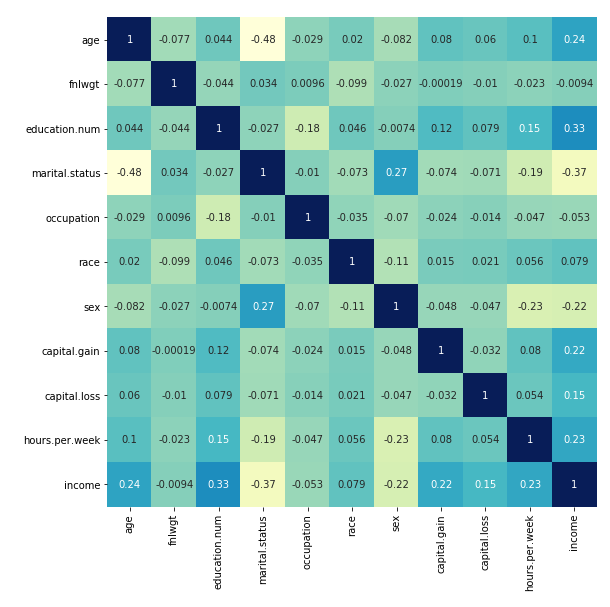 age 1 -0.077 0.044 -0.48 -0.029 0.02 -0.082 0.08 0.06 0.1 0.24
fnlwgt -0.077 1 -0.044 0.034 0.0096 -0.099 -0.027 -0.00019 -0.01 -0.023 -0.0094
education.num 0.044 -0.044 1 -0.027 -0.18 0.046 -0.0074 0.12 0.079 0.15 0.33
marital.status -0.48 0.034 -0.027 1 -0.01 -0.073 0.27 -0.074 -0.071 -0.19 -0.37
occupation -0.029 0.0096 -0.18 -0.01 1 -0.035 -0.07 -0.024 -0.014 -0.047 -0.053
race 0.02 -0.099 0.046 -0.073 -0.035 1 -0.11 0.015 0.021 0.056 0.079
sex -0.082 -0.027 -0.0074 0.27 -0.07 -0.11 1 -0.048 -0.047 -0.23 -0.22
capital.gain 0.08 -0.00019 0.12 -0.074 -0.024 0.015 -0.048 1 -0.032 0.08 0.22
capital.loss 0.06 -0.01 0.079 -0.071 -0.014 0.021 -0.047 -0.032 1 0.054 0.15
hours.per.week 0.1 -0.023 0.15 -0.19 -0.047 0.056 -0.23 0.08 0.054 1 0.23
income 0.24 -0.0094 0.33 -0.37 -0.053 0.079 -0.22 0.22 0.15 0.23 1
age fnlwgt education.num marital.status occupation race sex capital.gain capital.loss hours.per.week income